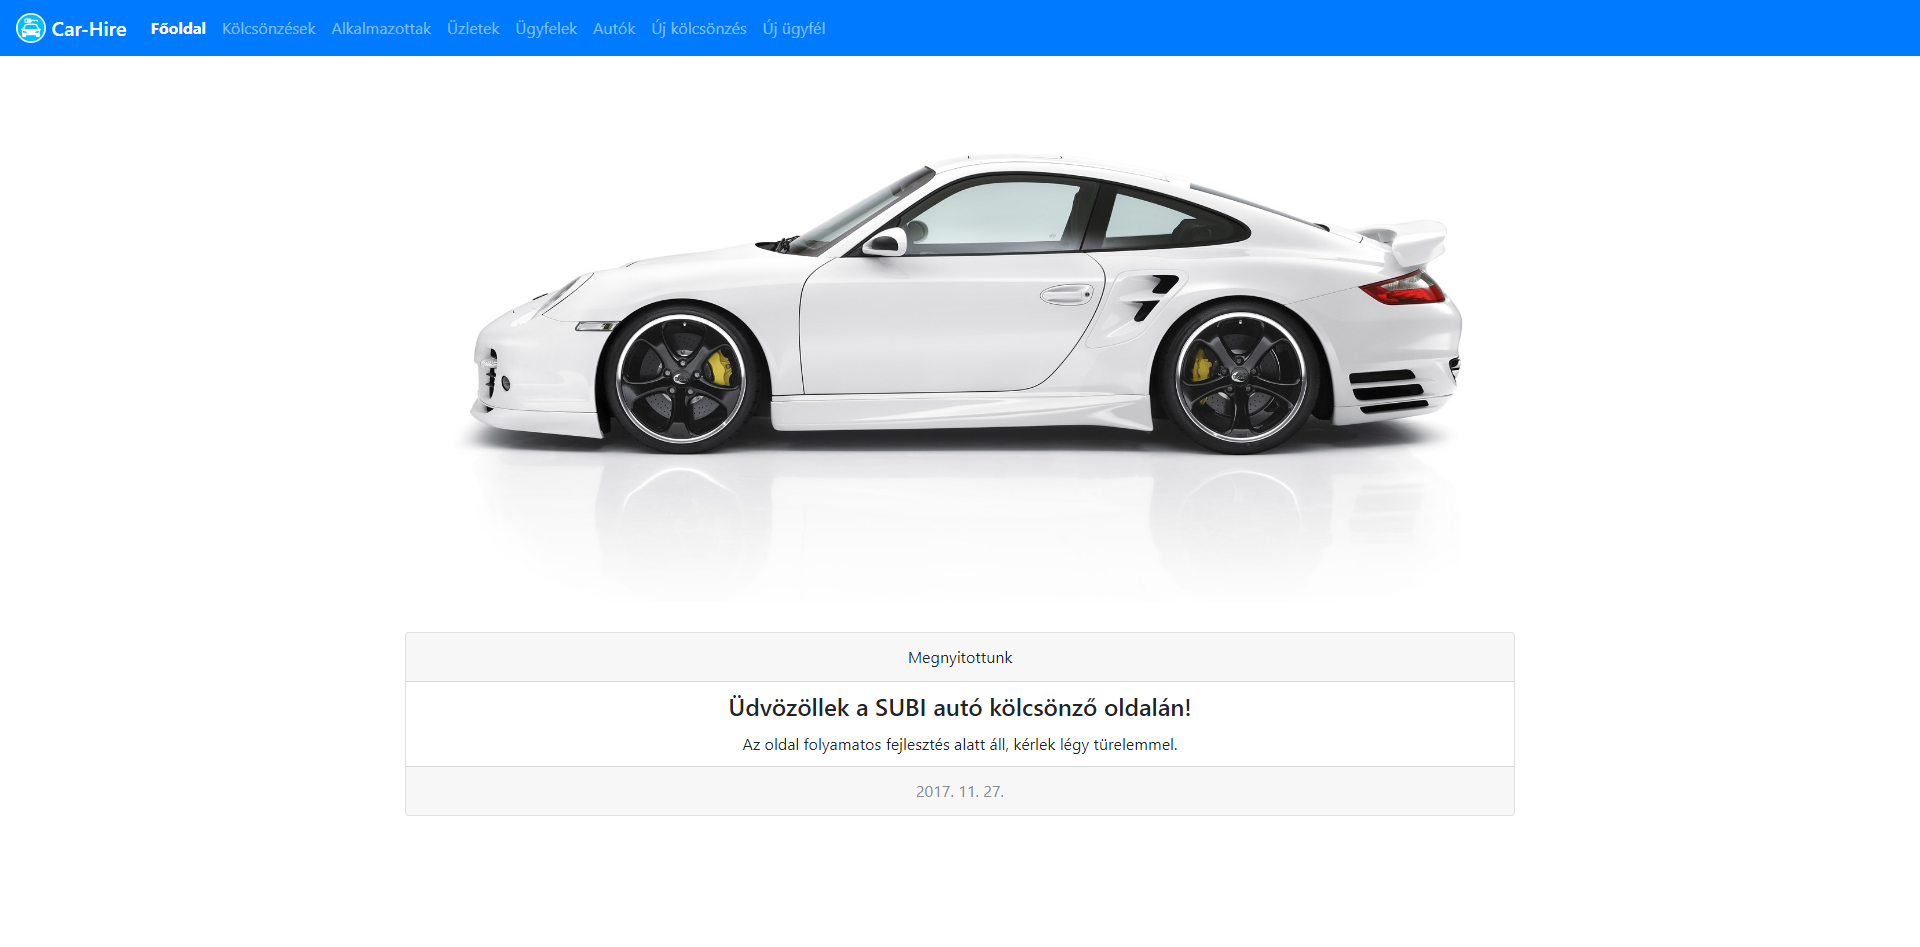 Car-Hire Főoldal Kölcsönzések Alkalmazottak Üzletek Ügyfelek Autók Új kölcsönzés Új ügyfél
Megnyitottunk
Üdvözöllek a SUBI autó kölcsönző oldalán!
Az oldal folyamatos fejlesztés alatt áll, kérlek légy türelemmel.
2017. 11. 27.